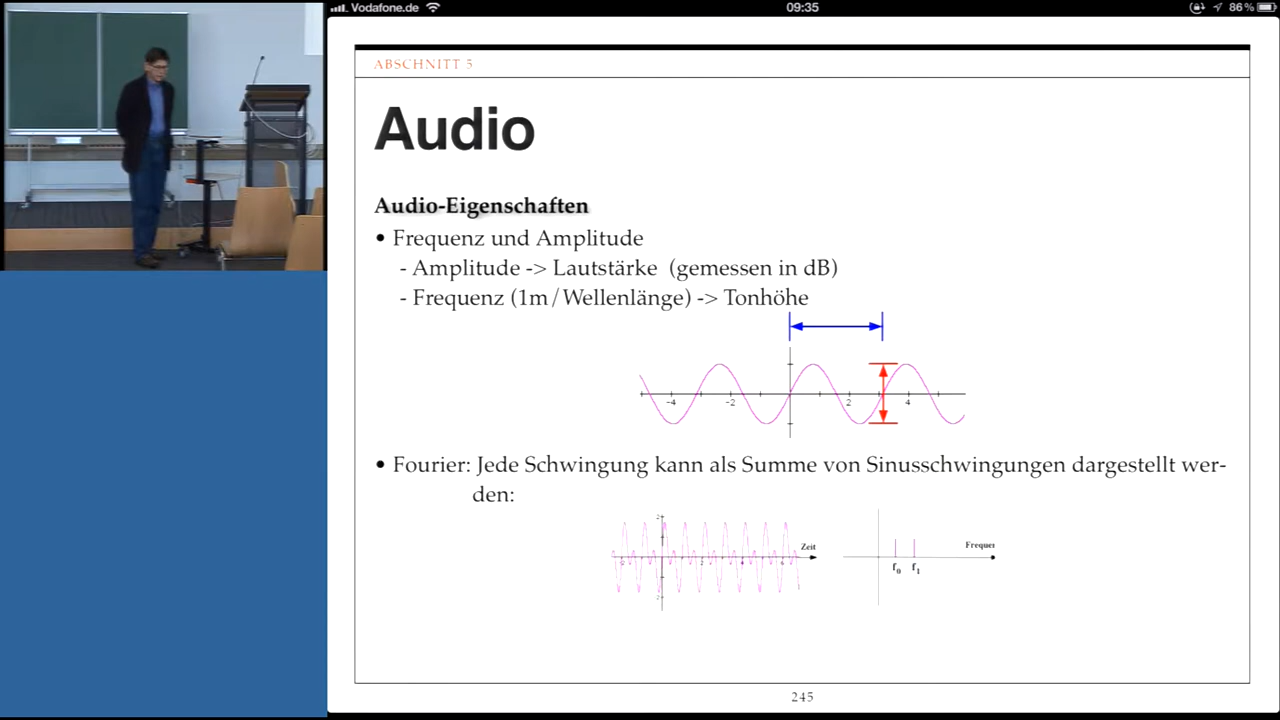 Vodafone.de 09:35 86%
ABSCHNITT 5
Audio
Audio-Eigenschaften
• Frequenz und Amplitude
- Amplitude -> Lautstärke (gemessen in dB)
- Frequenz (1m/Wellenlänge) -> Tonhöhe
-4 -2 2 4
• Fourier: Jede Schwingung kann als Summe von Sinusschwingungen dargestellt wer-
den:
Zeit
Frequen
f0 f1
245